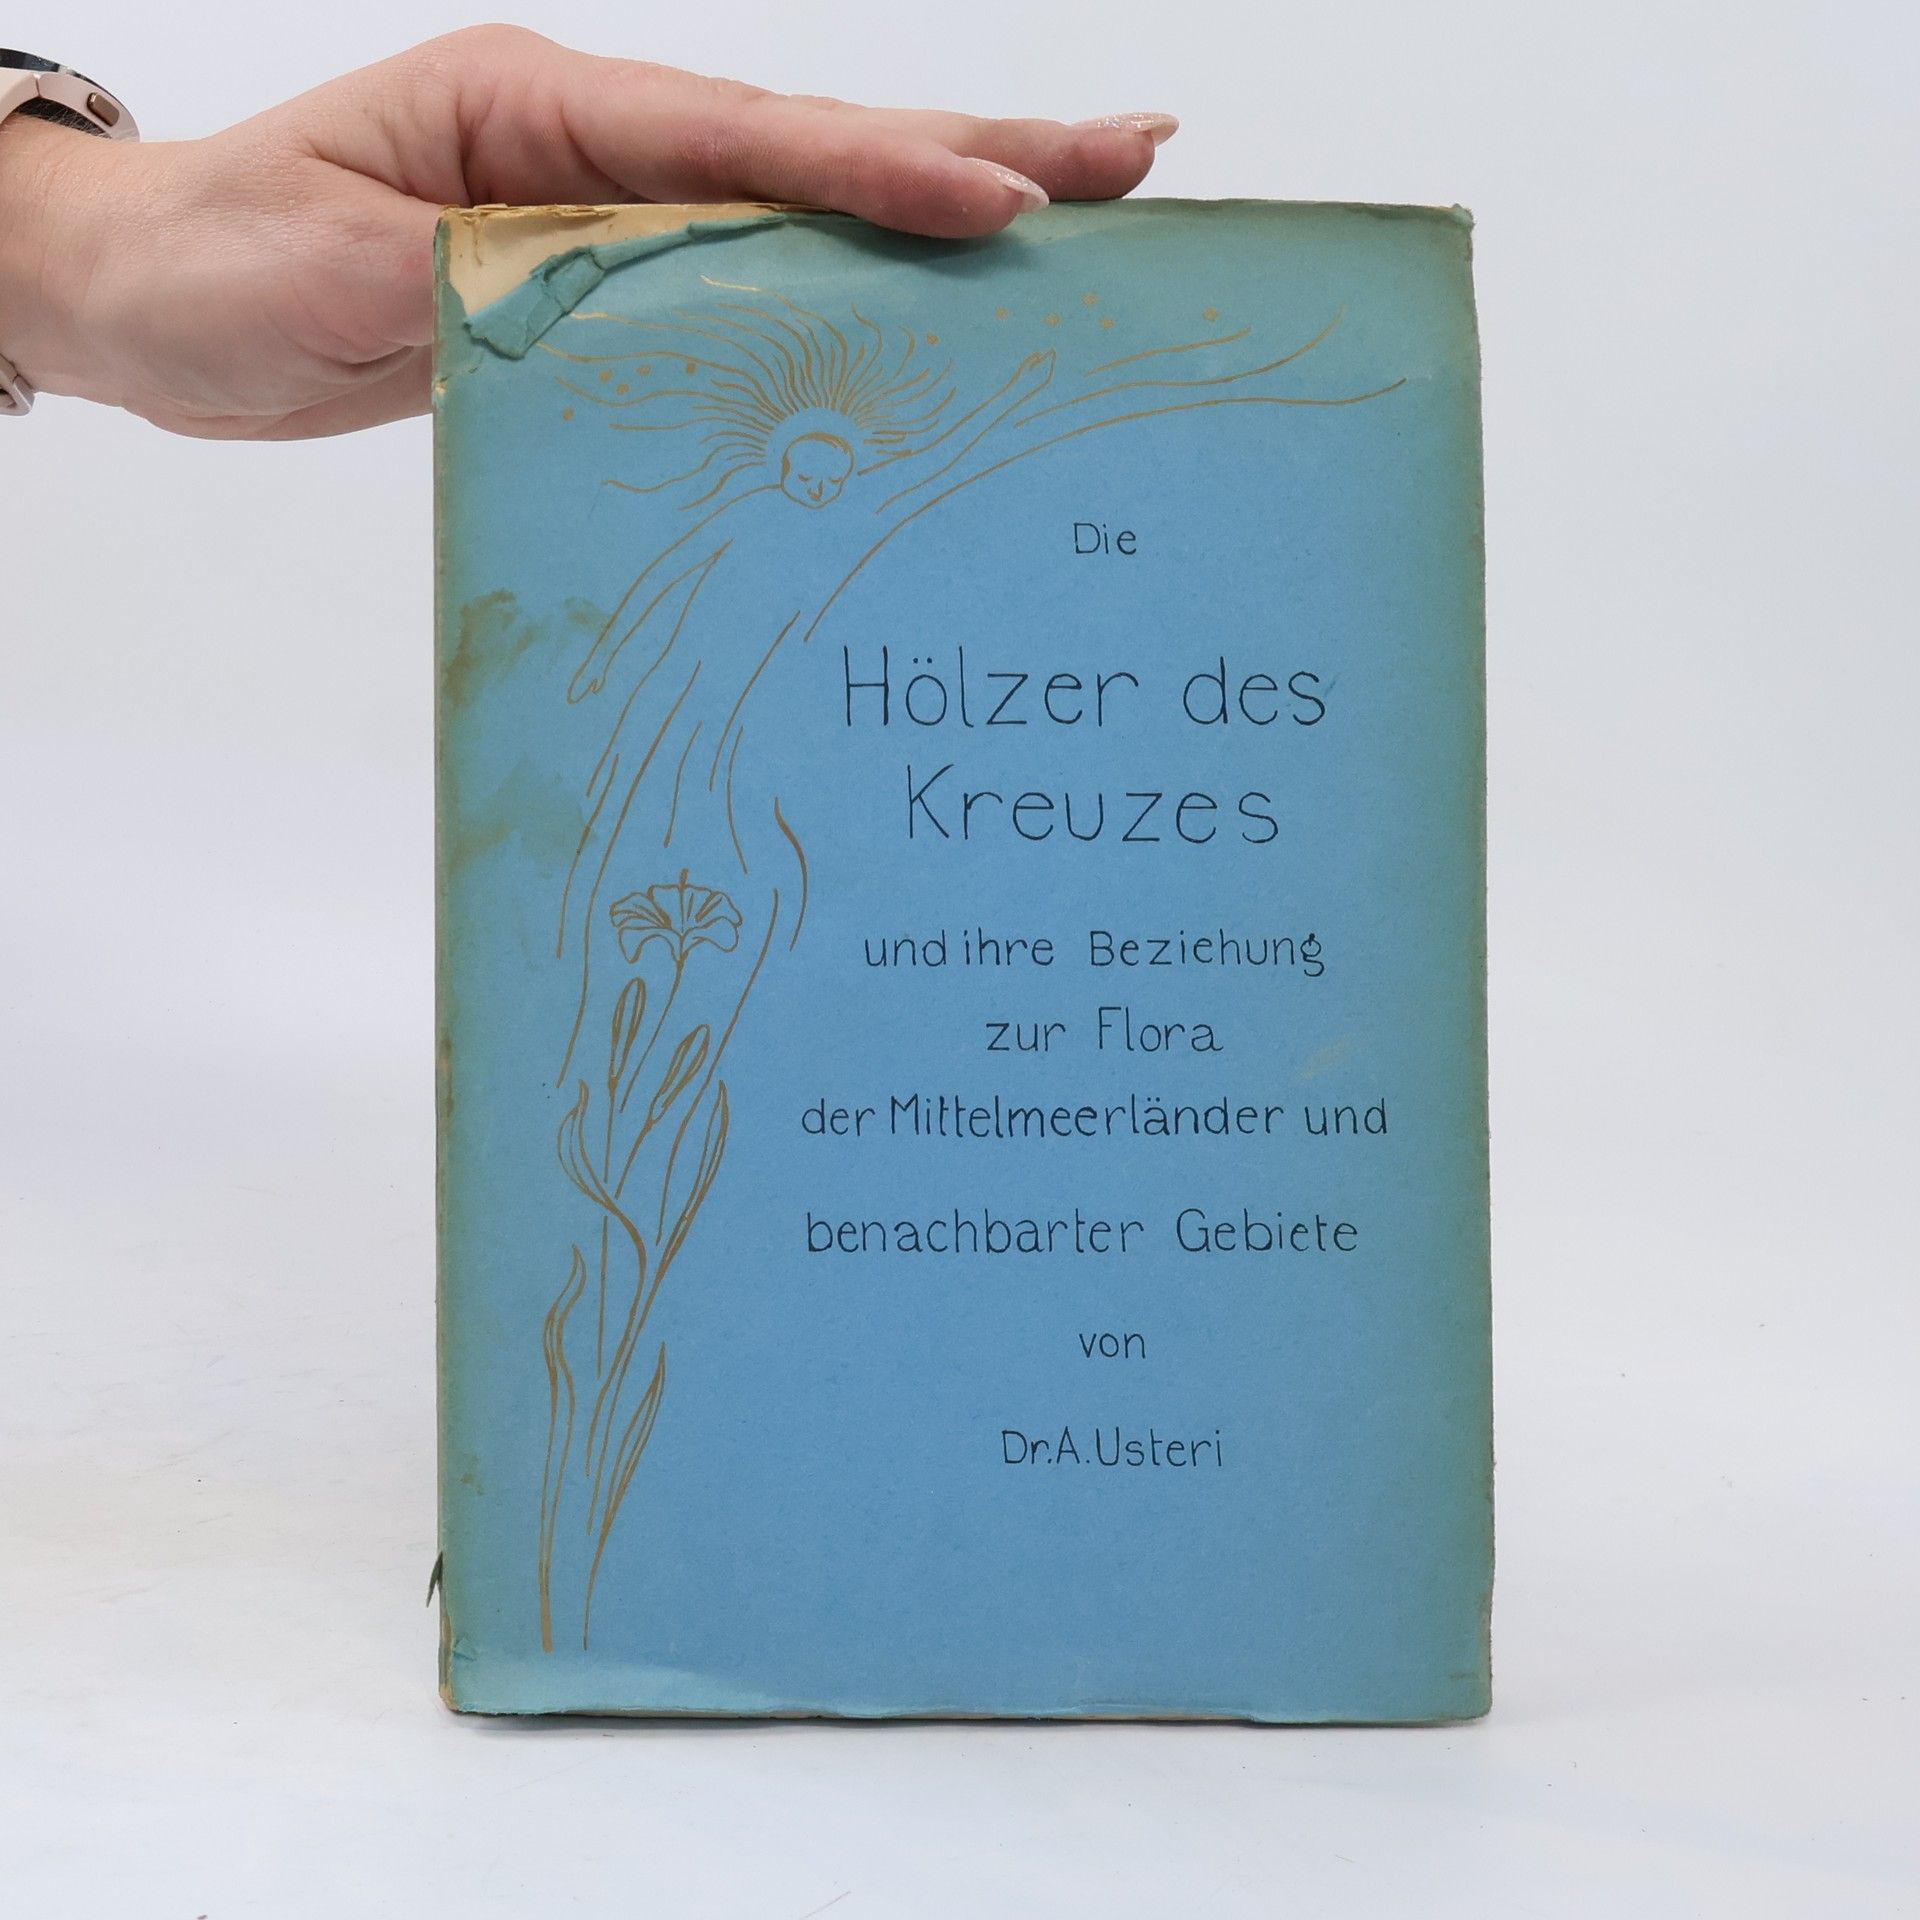 Die
Hölzer des
Kreuzes
und ihre Beziehung
zur Flora
der Mittelmeerländer und
benachbarter Gebiete
von
Dr. A. Usteri